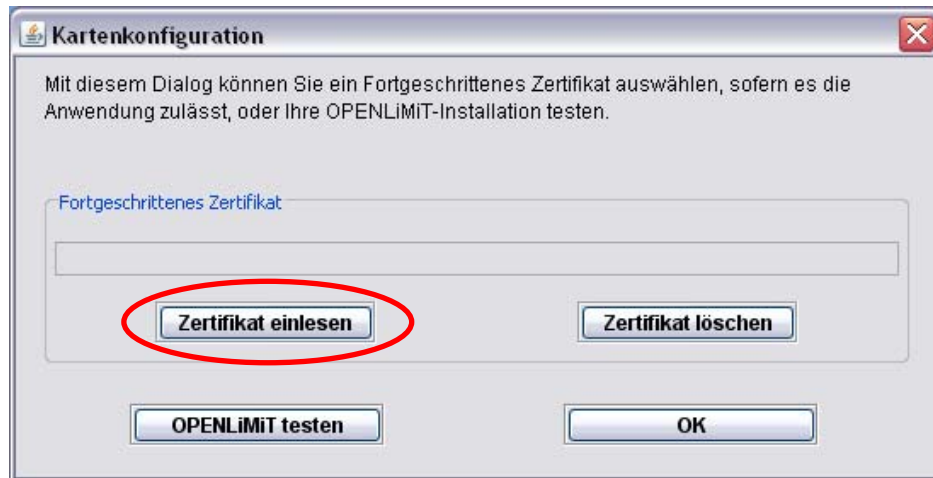 Kartenkonfiguration
Mit diesem Dialog können Sie ein Fortgeschrittenes Zertifikat auswählen, sofern es die
Anwendung zulässt, oder Ihre OPENLiMiT-Installation testen.
Fortgeschrittenes Zertifikat
Zertifikat einlesen
Zertifikat löschen
OPENLiMiT testen
OK